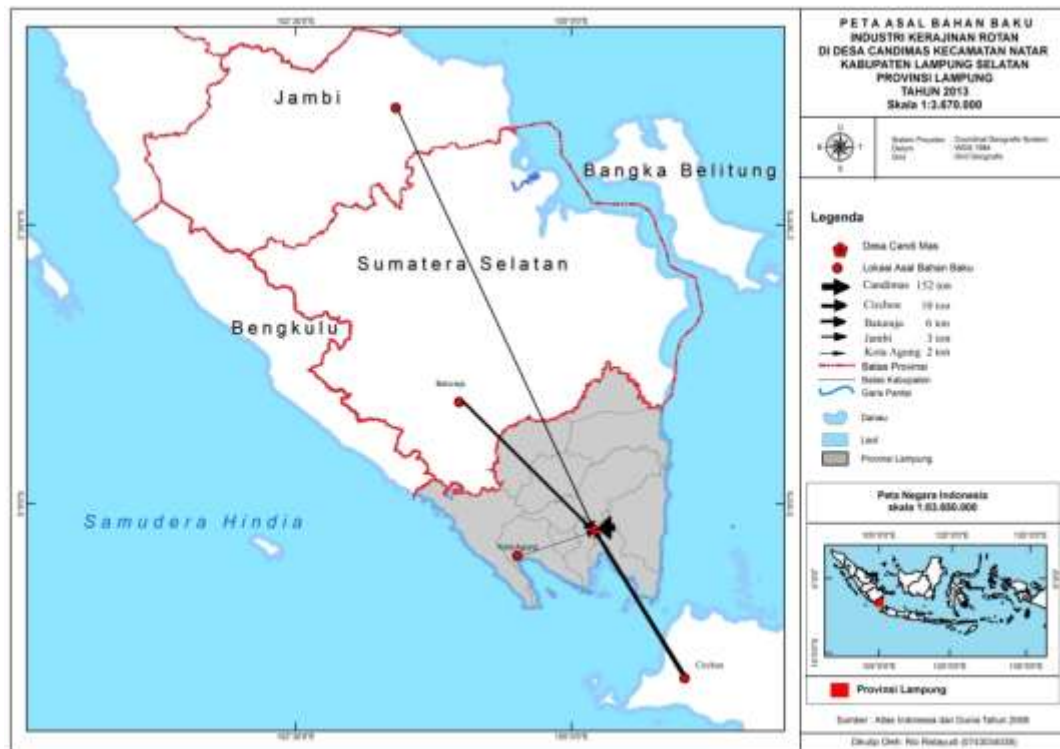 PETA ASAL BAHAN BAKU
INDUSTRI KERAJINAN ROTAN
DI DESA CANDIMAS KECAMATAN NATAR
KABUPATEN LAMPUNG SELATAN
PROVINSI LAMPUNG
TAHUN 2013
Skala 1:3.670.000
Legenda
Desa Candi Mas
Lokasi Asal Bahan Baku
Candimas 152 ton
Cirebon 10 ton
Baturaja 6 ton
Jambi 3 ton
Kota Agung 2 ton
Batas Provinsi
Batas Kabupaten
Garis Pantai
Danau
Laut
Provinsi Lampung
Peta Negara Indonesia
Provinsi Lampung
Sumber : Atlas Indonesia dan Dunia Tahun 2008
Jambi
Bangka Belitung
Sumatera Selatan
Bengkulu
Baturaja
Samudera Hindia
Cirebon